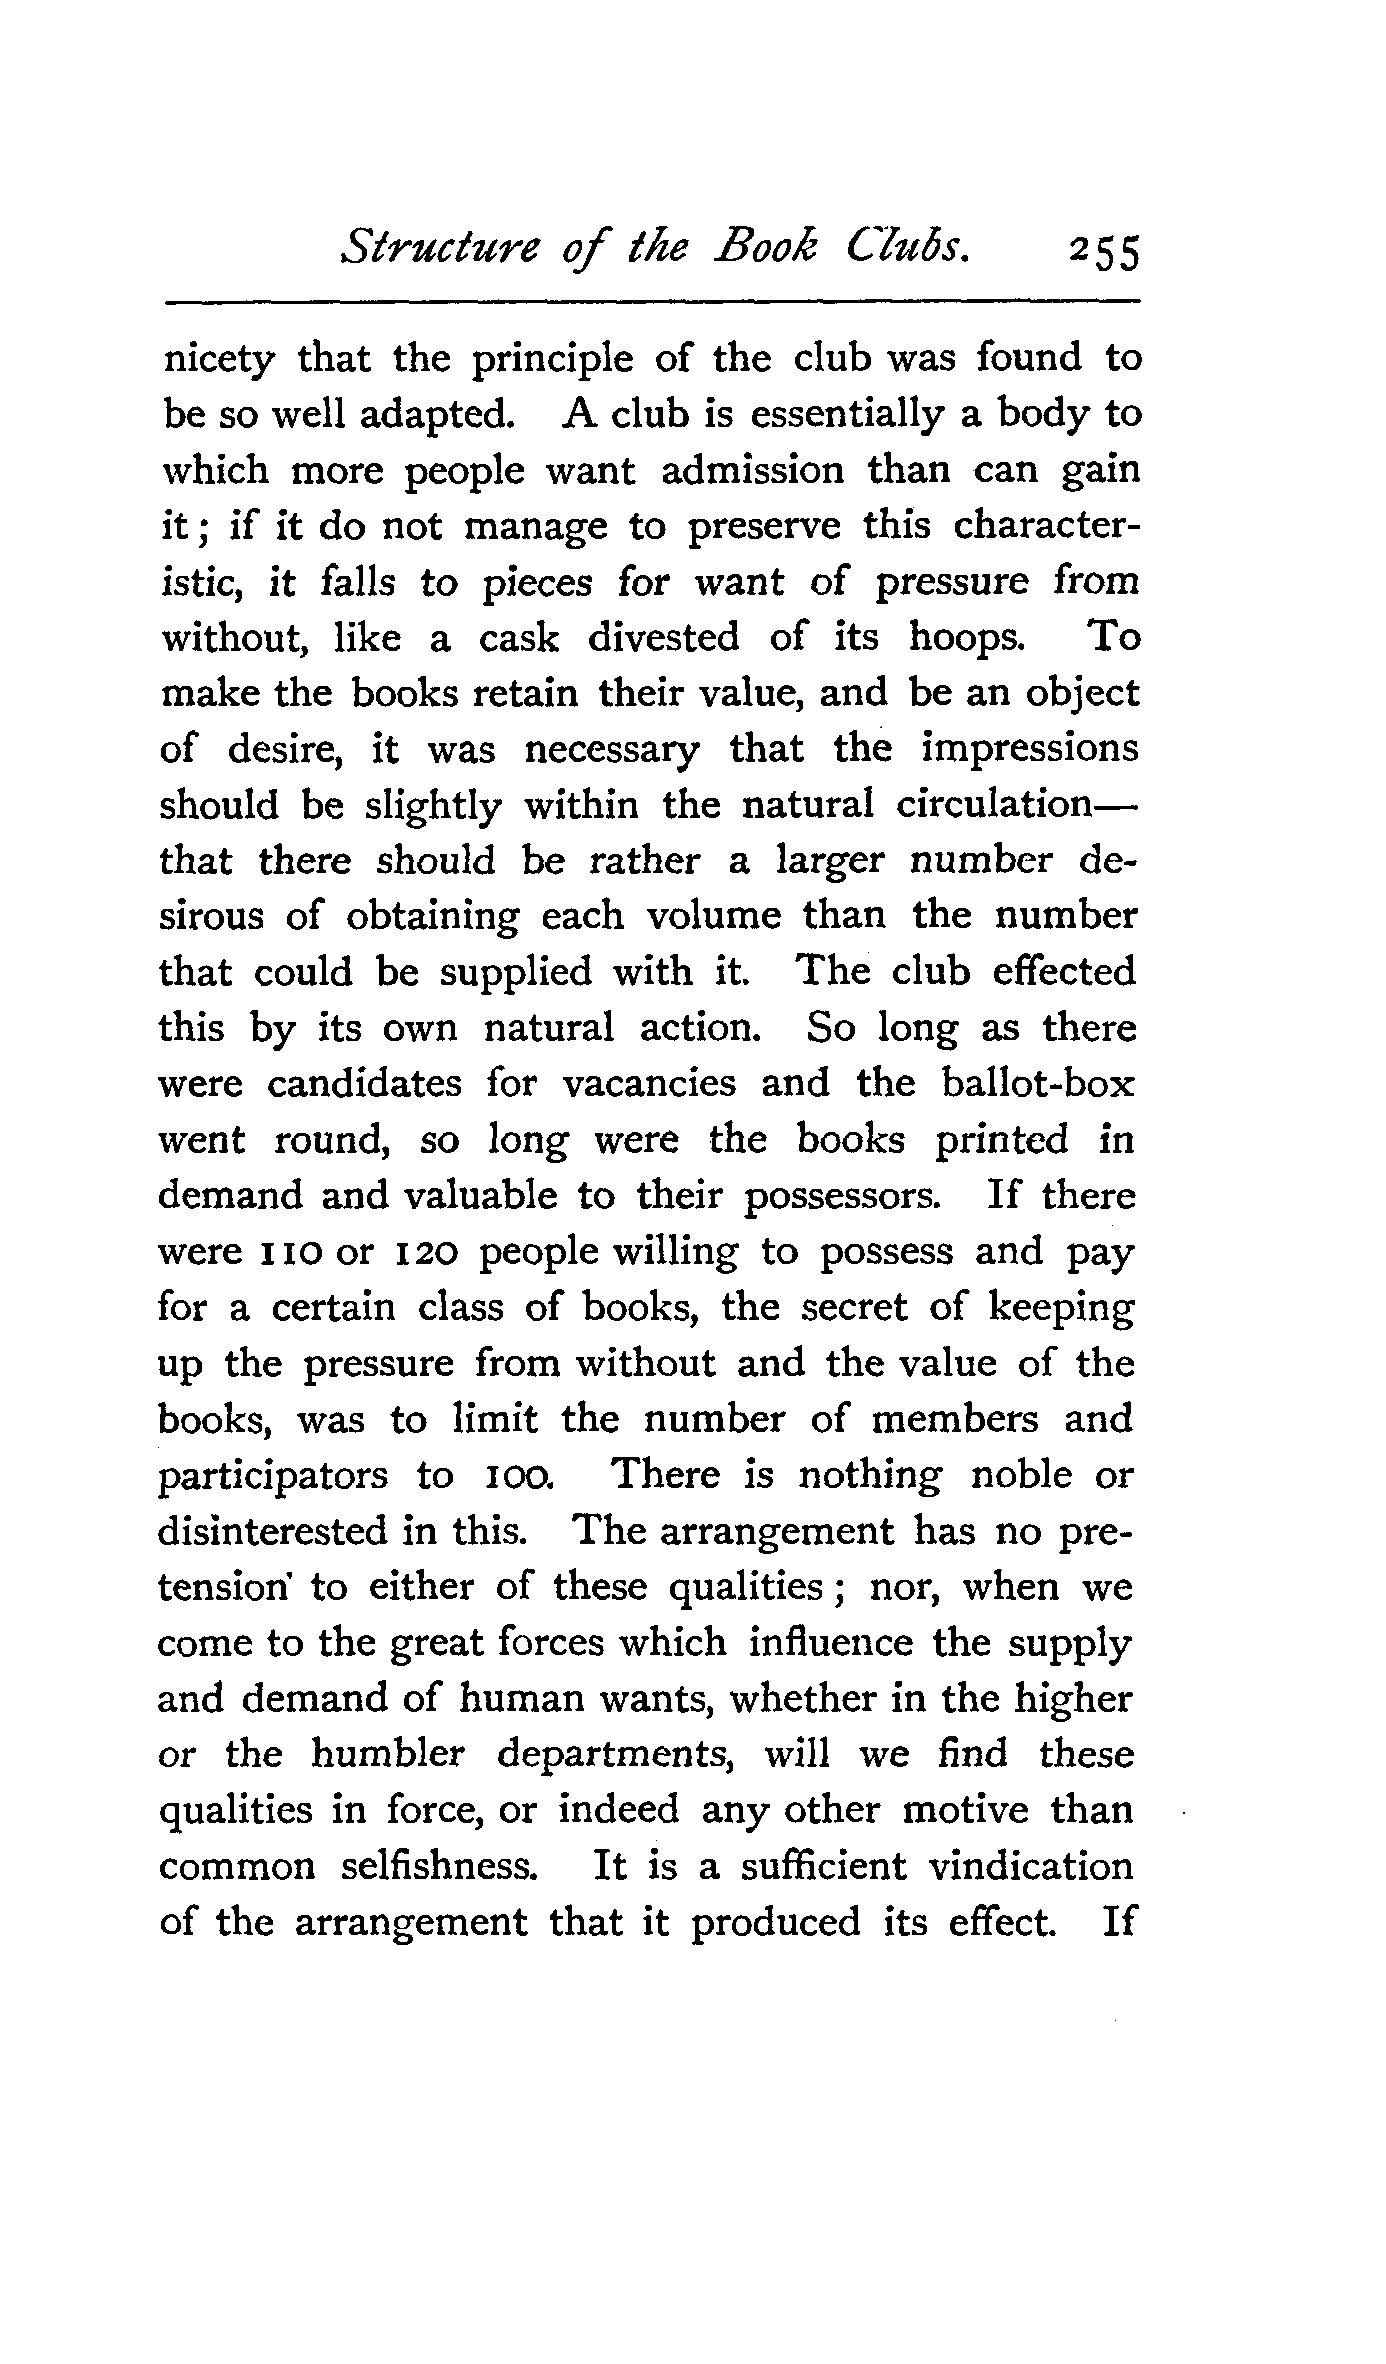 Structure of the Book Clubs. 255
nicety that the principle of the club was found to
be so well adapted. A club is essentially a body to
which more people want admission than can gain
it ; if it do not manage to preserve this character-
istic, it falls to pieces for want of pressure from
without, like a cask divested of its hoops. To
make the books retain their value, and be an object
of desire, it was necessary that the impressions
should be slightly within the natural circulation—
that there should be rather a larger number de-
sirous of obtaining each volume than the number
that could be supplied with it. The club effected
this by its own natural action. So long as there
were candidates for vacancies and the ballot-box
went round, so long were the books printed in
demand and valuable to their possessors. If there
were 110 or 120 people willing to possess and pay
for a certain class of books, the secret of keeping
up the pressure from without and the value of the
books, was to limit the number of members and
participators to 100. There is nothing noble or
disinterested in this. The arrangement has no pre-
tension to either of these qualities ; nor, when we
come to the great forces which influence the supply
and demand of human wants, whether in the higher
or the humbler departments, will we find these
qualities in force, or indeed any other motive than
common selfishness. It is a sufficient vindication
of the arrangement that it produced its effect. If